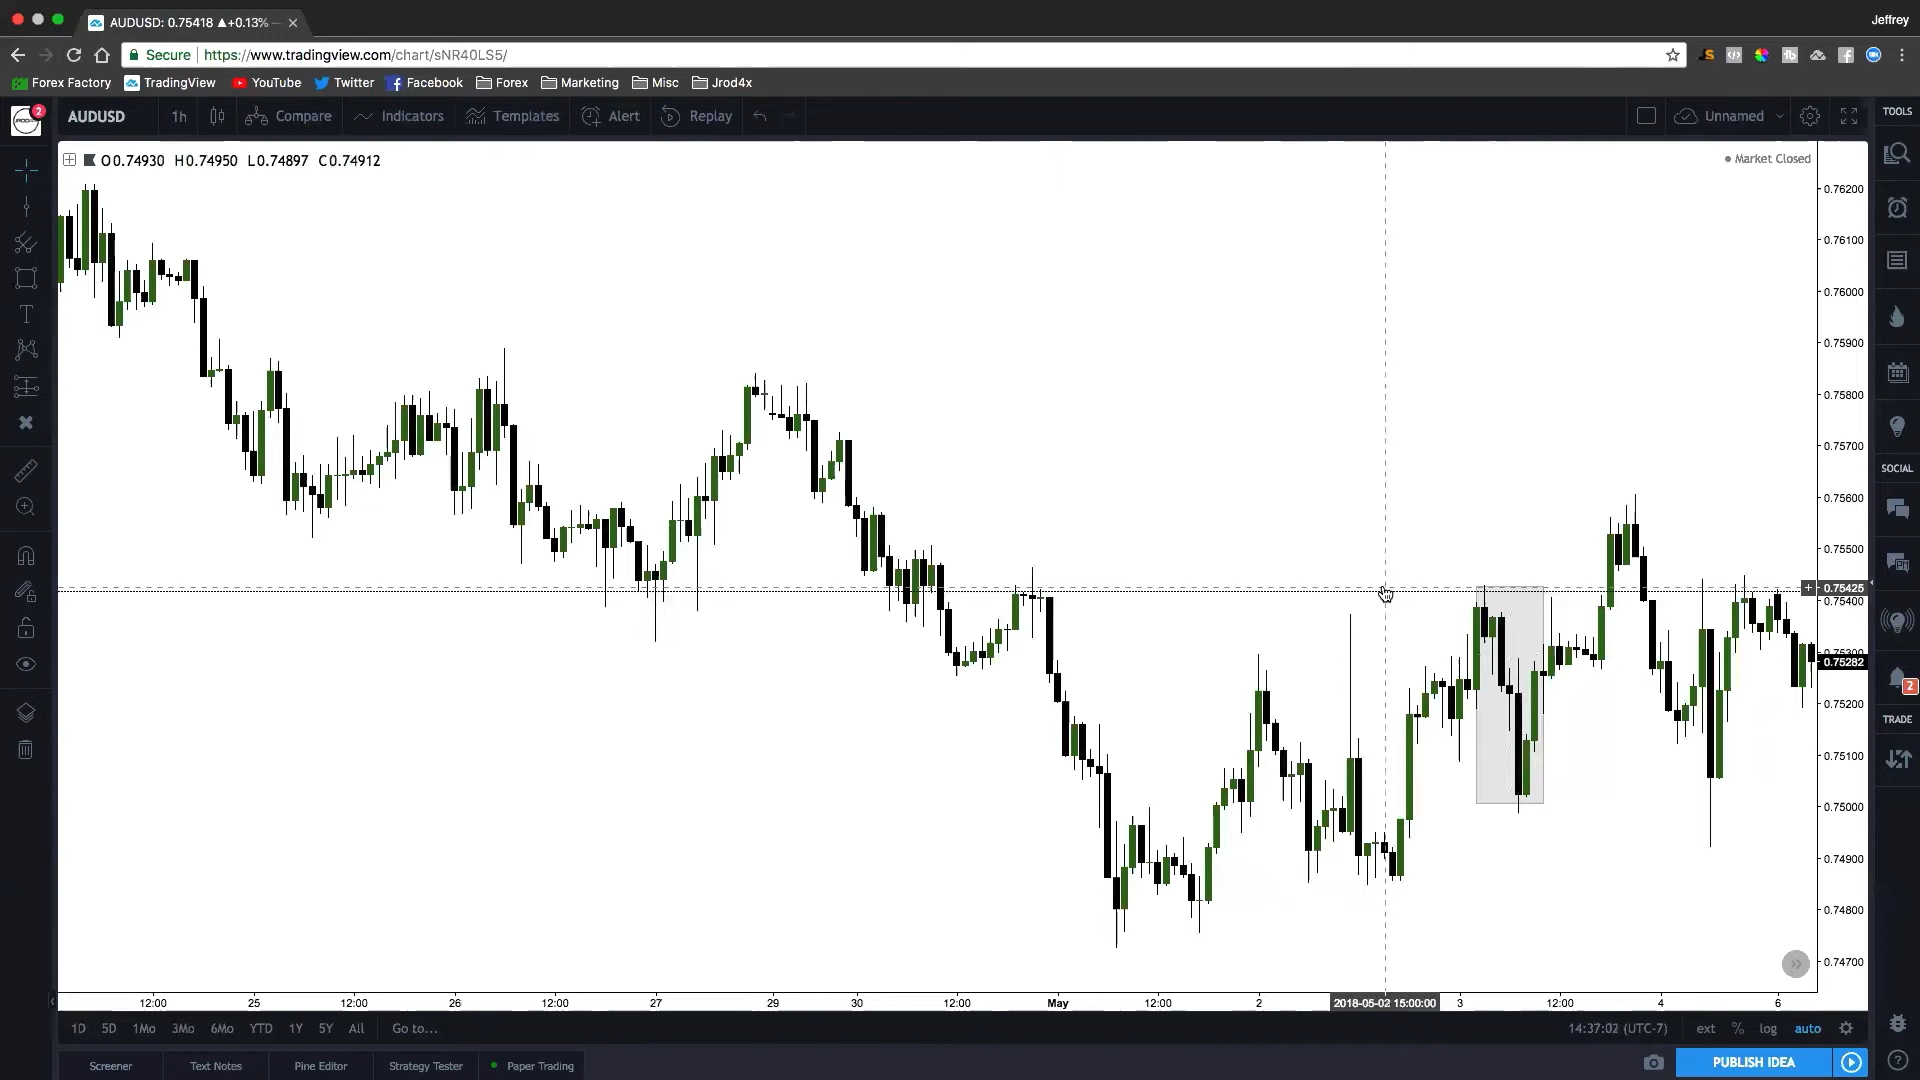 AUDUSD: 0.75418 ▲+0.13% —
Jeffrey
Secure | https://www.tradingview.com/chart/sNR40LS5/
Forex Factory TradingView YouTube Twitter Facebook Forex Marketing Misc Jrod4x
2 AUDUSD 1h Compare Indicators Templates Alert Replay Unnamed TOOLS
O0.74930 H0.74950 L0.74897 C0.74912
Market Closed
0.76200
0.76100
0.76000
0.75900
0.75800
0.75700
0.75600
0.75500
0.75425
0.75400
0.75300
0.75282
0.75200
0.75100
0.75000
0.74900
0.74800
0.74700
SOCIAL
2
TRADE
12:00 25 12:00 26 12:00 27 29 30 12:00 May 12:00 2 2018-05-02 15:00:00 3 12:00 4 6
1D 5D 1Mo 3Mo 6Mo YTD 1Y 5Y All Go to... 14:37:02 (UTC-7) ext % log auto
Screener Text Notes Pine Editor Strategy Tester Paper Trading PUBLISH IDEA